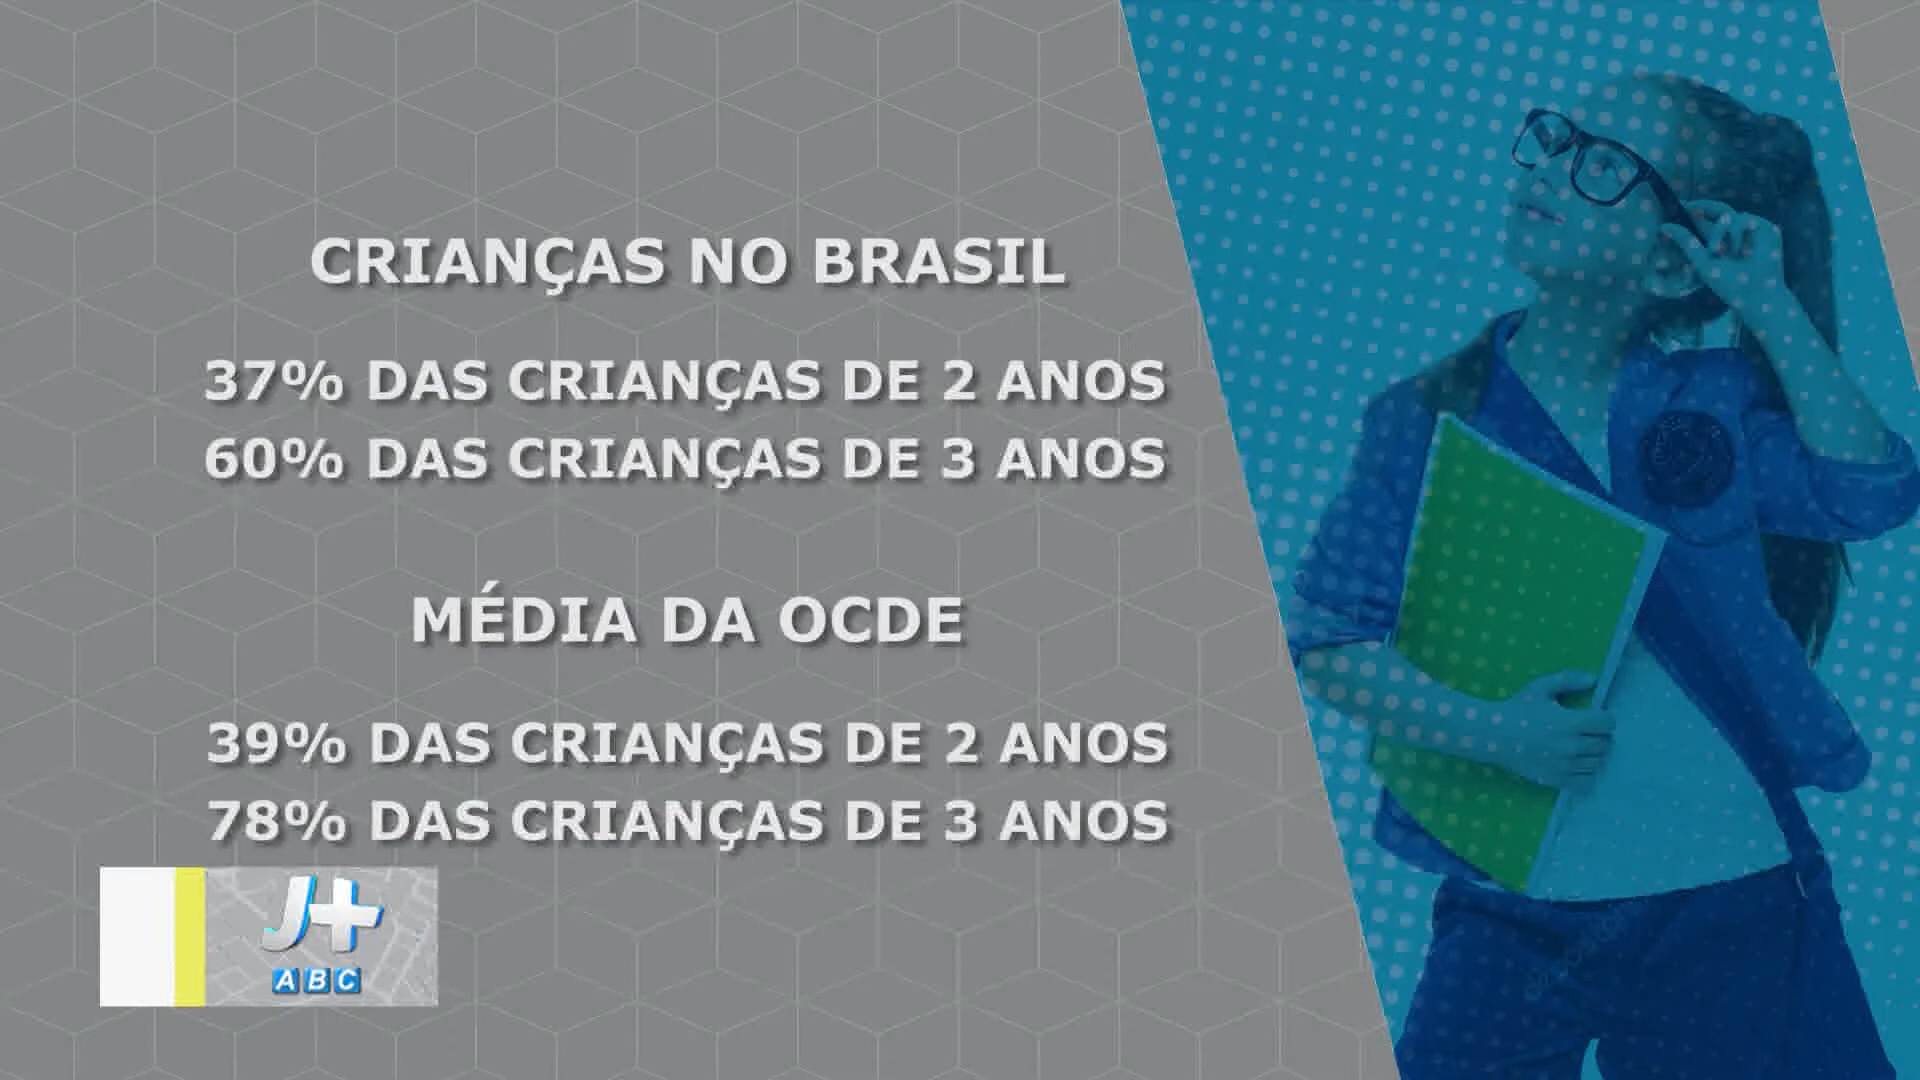 CRIANÇAS NO BRASIL
37% DAS CRIANÇAS DE 2 ANOS
60% DAS CRIANÇAS DE 3 ANOS
MÉDIA DA OCDE
39% DAS CRIANÇAS DE 2 ANOS
78% DAS CRIANÇAS DE 3 ANOS
J+
ABC